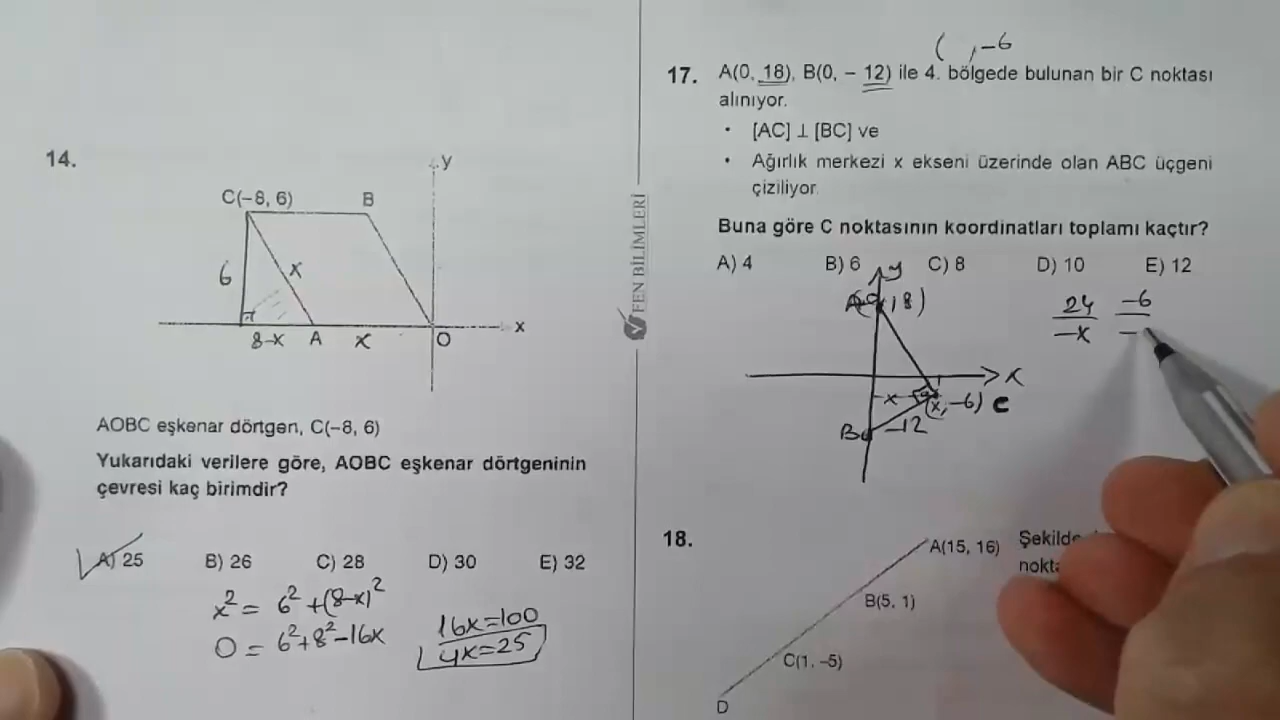 14.
y
C(-8, 6)
B
6
x
8-x
A
x
O
x
AOBC eşkenar dörtgen, C(-8, 6)
Yukarıdaki verilere göre, AOBC eşkenar dörtgeninin
çevresi kaç birimdir?
A) 25 B) 26 C) 28 D) 30 E) 32
x² = 6² + (8-x)²
0 = 6² + 8² - 16x
16x = 100
4x = 25
FEN BİLİMLERİ
( , -6
17. A(0, 18), B(0, – 12) ile 4. bölgede bulunan bir C noktası
alınıyor.
• [AC] ⊥ [BC] ve
• Ağırlık merkezi x ekseni üzerinde olan ABC üçgeni
çiziliyor.
Buna göre C noktasının koordinatları toplamı kaçtır?
A) 4 B) 6 C) 8 D) 10 E) 12
y
24 -6
-x -
x
x
(x, -6) C
B -12
18.
A(15, 16)
B(5, 1)
C(1, -5)
D